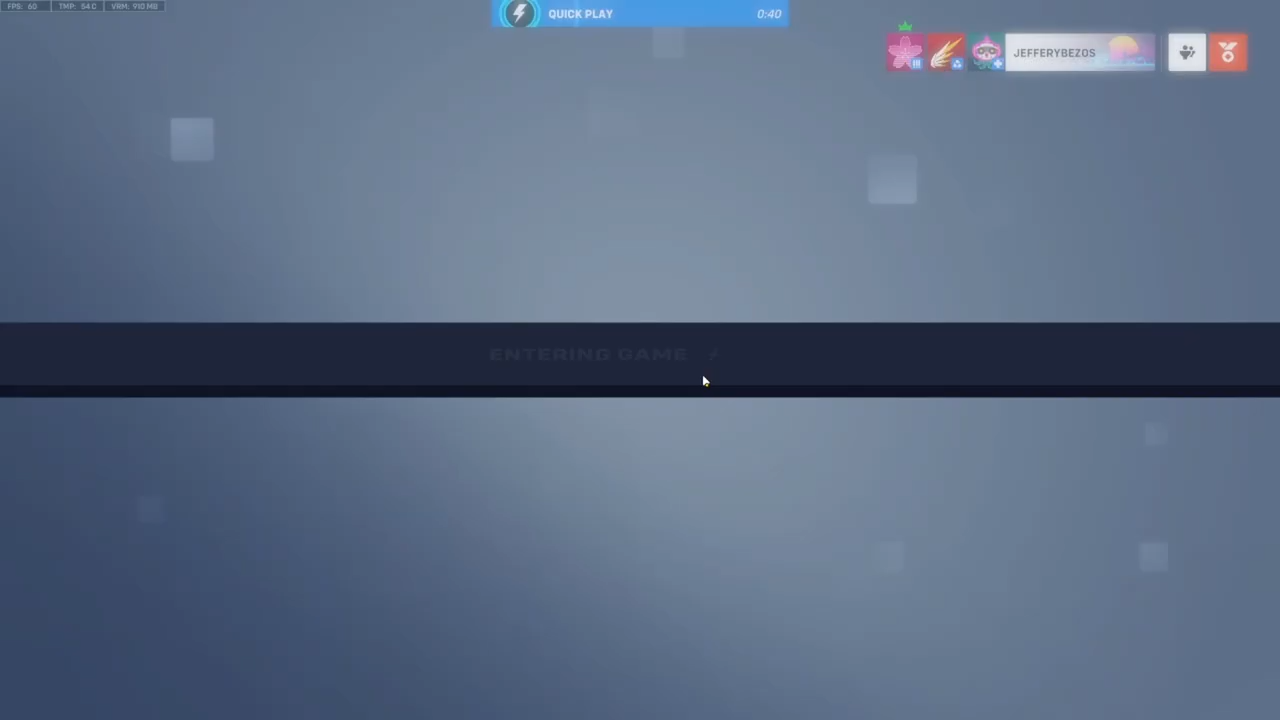 FPS: 60 TMP: 54 C VRM: 910 MB
QUICK PLAY 0:40
JEFFERYBEZOS
ENTERING GAME